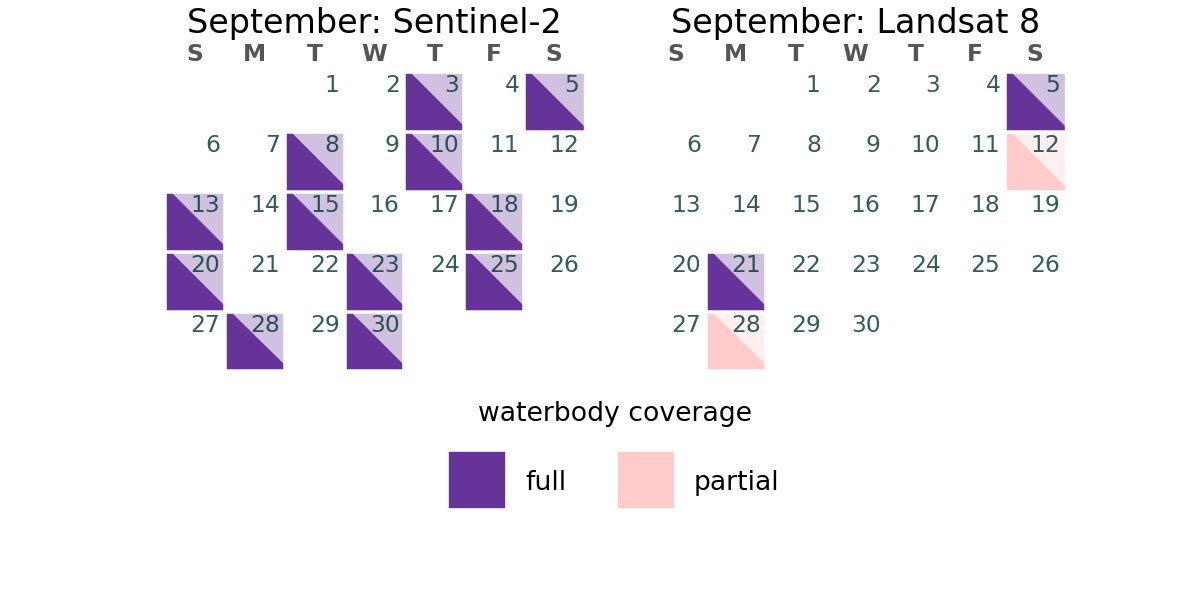 September: Sentinel-2
S M T W T F S
1 2 3 4 5
6 7 8 9 10 11 12
13 14 15 16 17 18 19
20 21 22 23 24 25 26
27 28 29 30
September: Landsat 8
S M T W T F S
1 2 3 4 5
6 7 8 9 10 11 12
13 14 15 16 17 18 19
20 21 22 23 24 25 26
27 28 29 30
waterbody coverage
full
partial